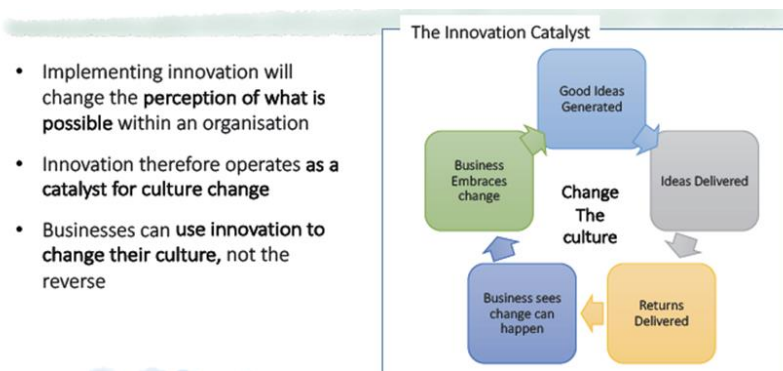 • Implementing innovation will
change the perception of what is
possible within an organisation
• Innovation therefore operates as a
catalyst for culture change
• Businesses can use innovation to
change their culture, not the
reverse
The Innovation Catalyst
Good Ideas
Generated
Ideas Delivered
Returns
Delivered
Business sees
change can
happen
Business
Embraces
change
Change
The
culture